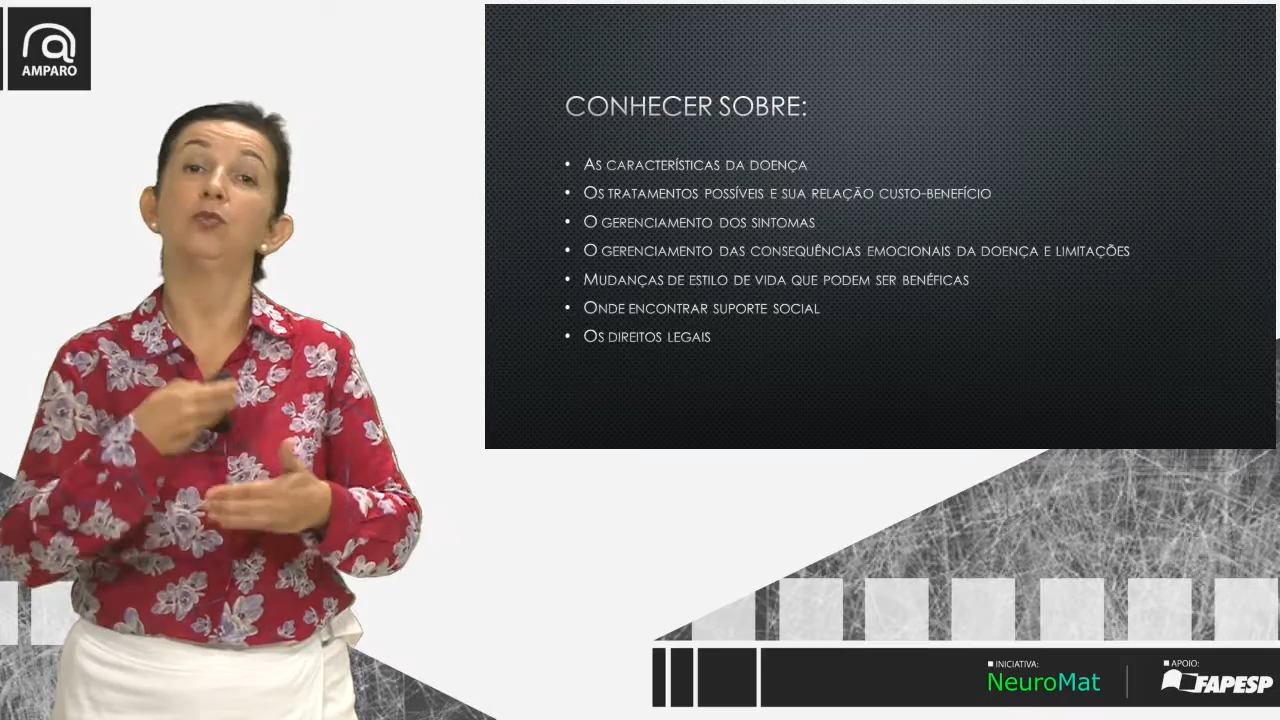 AMPARO
CONHECER SOBRE:
• AS CARACTERÍSTICAS DA DOENÇA
• OS TRATAMENTOS POSSÍVEIS E SUA RELAÇÃO CUSTO-BENEFÍCIO
• O GERENCIAMENTO DOS SINTOMAS
• O GERENCIAMENTO DAS CONSEQUÊNCIAS EMOCIONAIS DA DOENÇA E LIMITAÇÕES
• MUDANÇAS DE ESTILO DE VIDA QUE PODEM SER BENÉFICAS
• ONDE ENCONTRAR SUPORTE SOCIAL
• OS DIREITOS LEGAIS
INICIATIVA:
NeuroMat
APOIO:
FAPESP